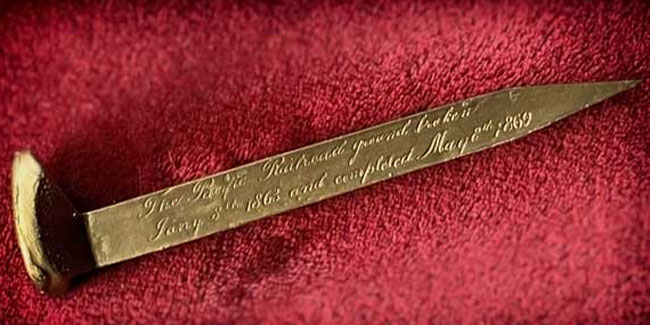 The Pacific Railroad ground broken
Jany 8th 1863 and completed May 8th 1869